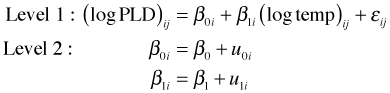 Level 1 : (log PLD)ij = β0i + β1i (log temp)ij + εij
Level 2 : β0i = β0 + u0i
β1i = β1 + u1i